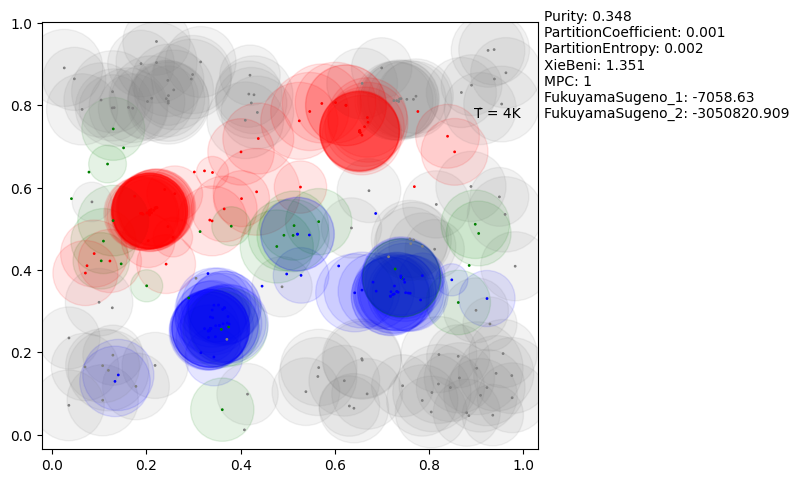 Purity: 0.348
PartitionCoefficient: 0.001
PartitionEntropy: 0.002
XieBeni: 1.351
MPC: 1
FukuyamaSugeno_1: -7058.63
FukuyamaSugeno_2: -3050820.909
T = 4K
1.0
0.8
0.6
0.4
0.2
0.0
0.0 0.2 0.4 0.6 0.8 1.0